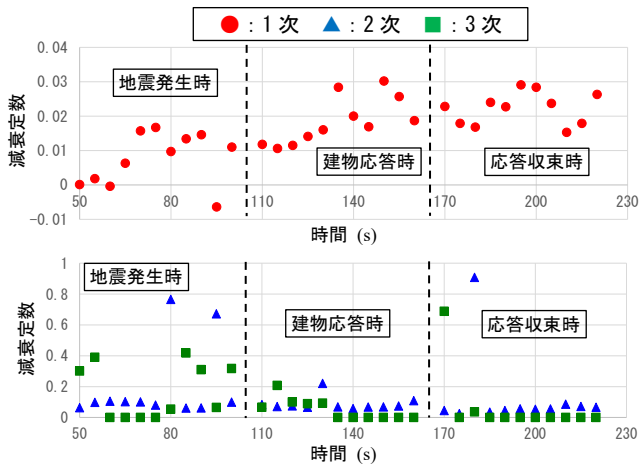 ：1次 ：2次 ：3次
0.04
0.03
0.02
0.01
0
-0.01
減衰定数
地震発生時
建物応答時
応答収束時
50 80 110 140 170 200 230
時間 (s)
1
0.8
0.6
0.4
0.2
0
減衰定数
地震発生時
建物応答時
応答収束時
50 80 110 140 170 200 230
時間 (s)